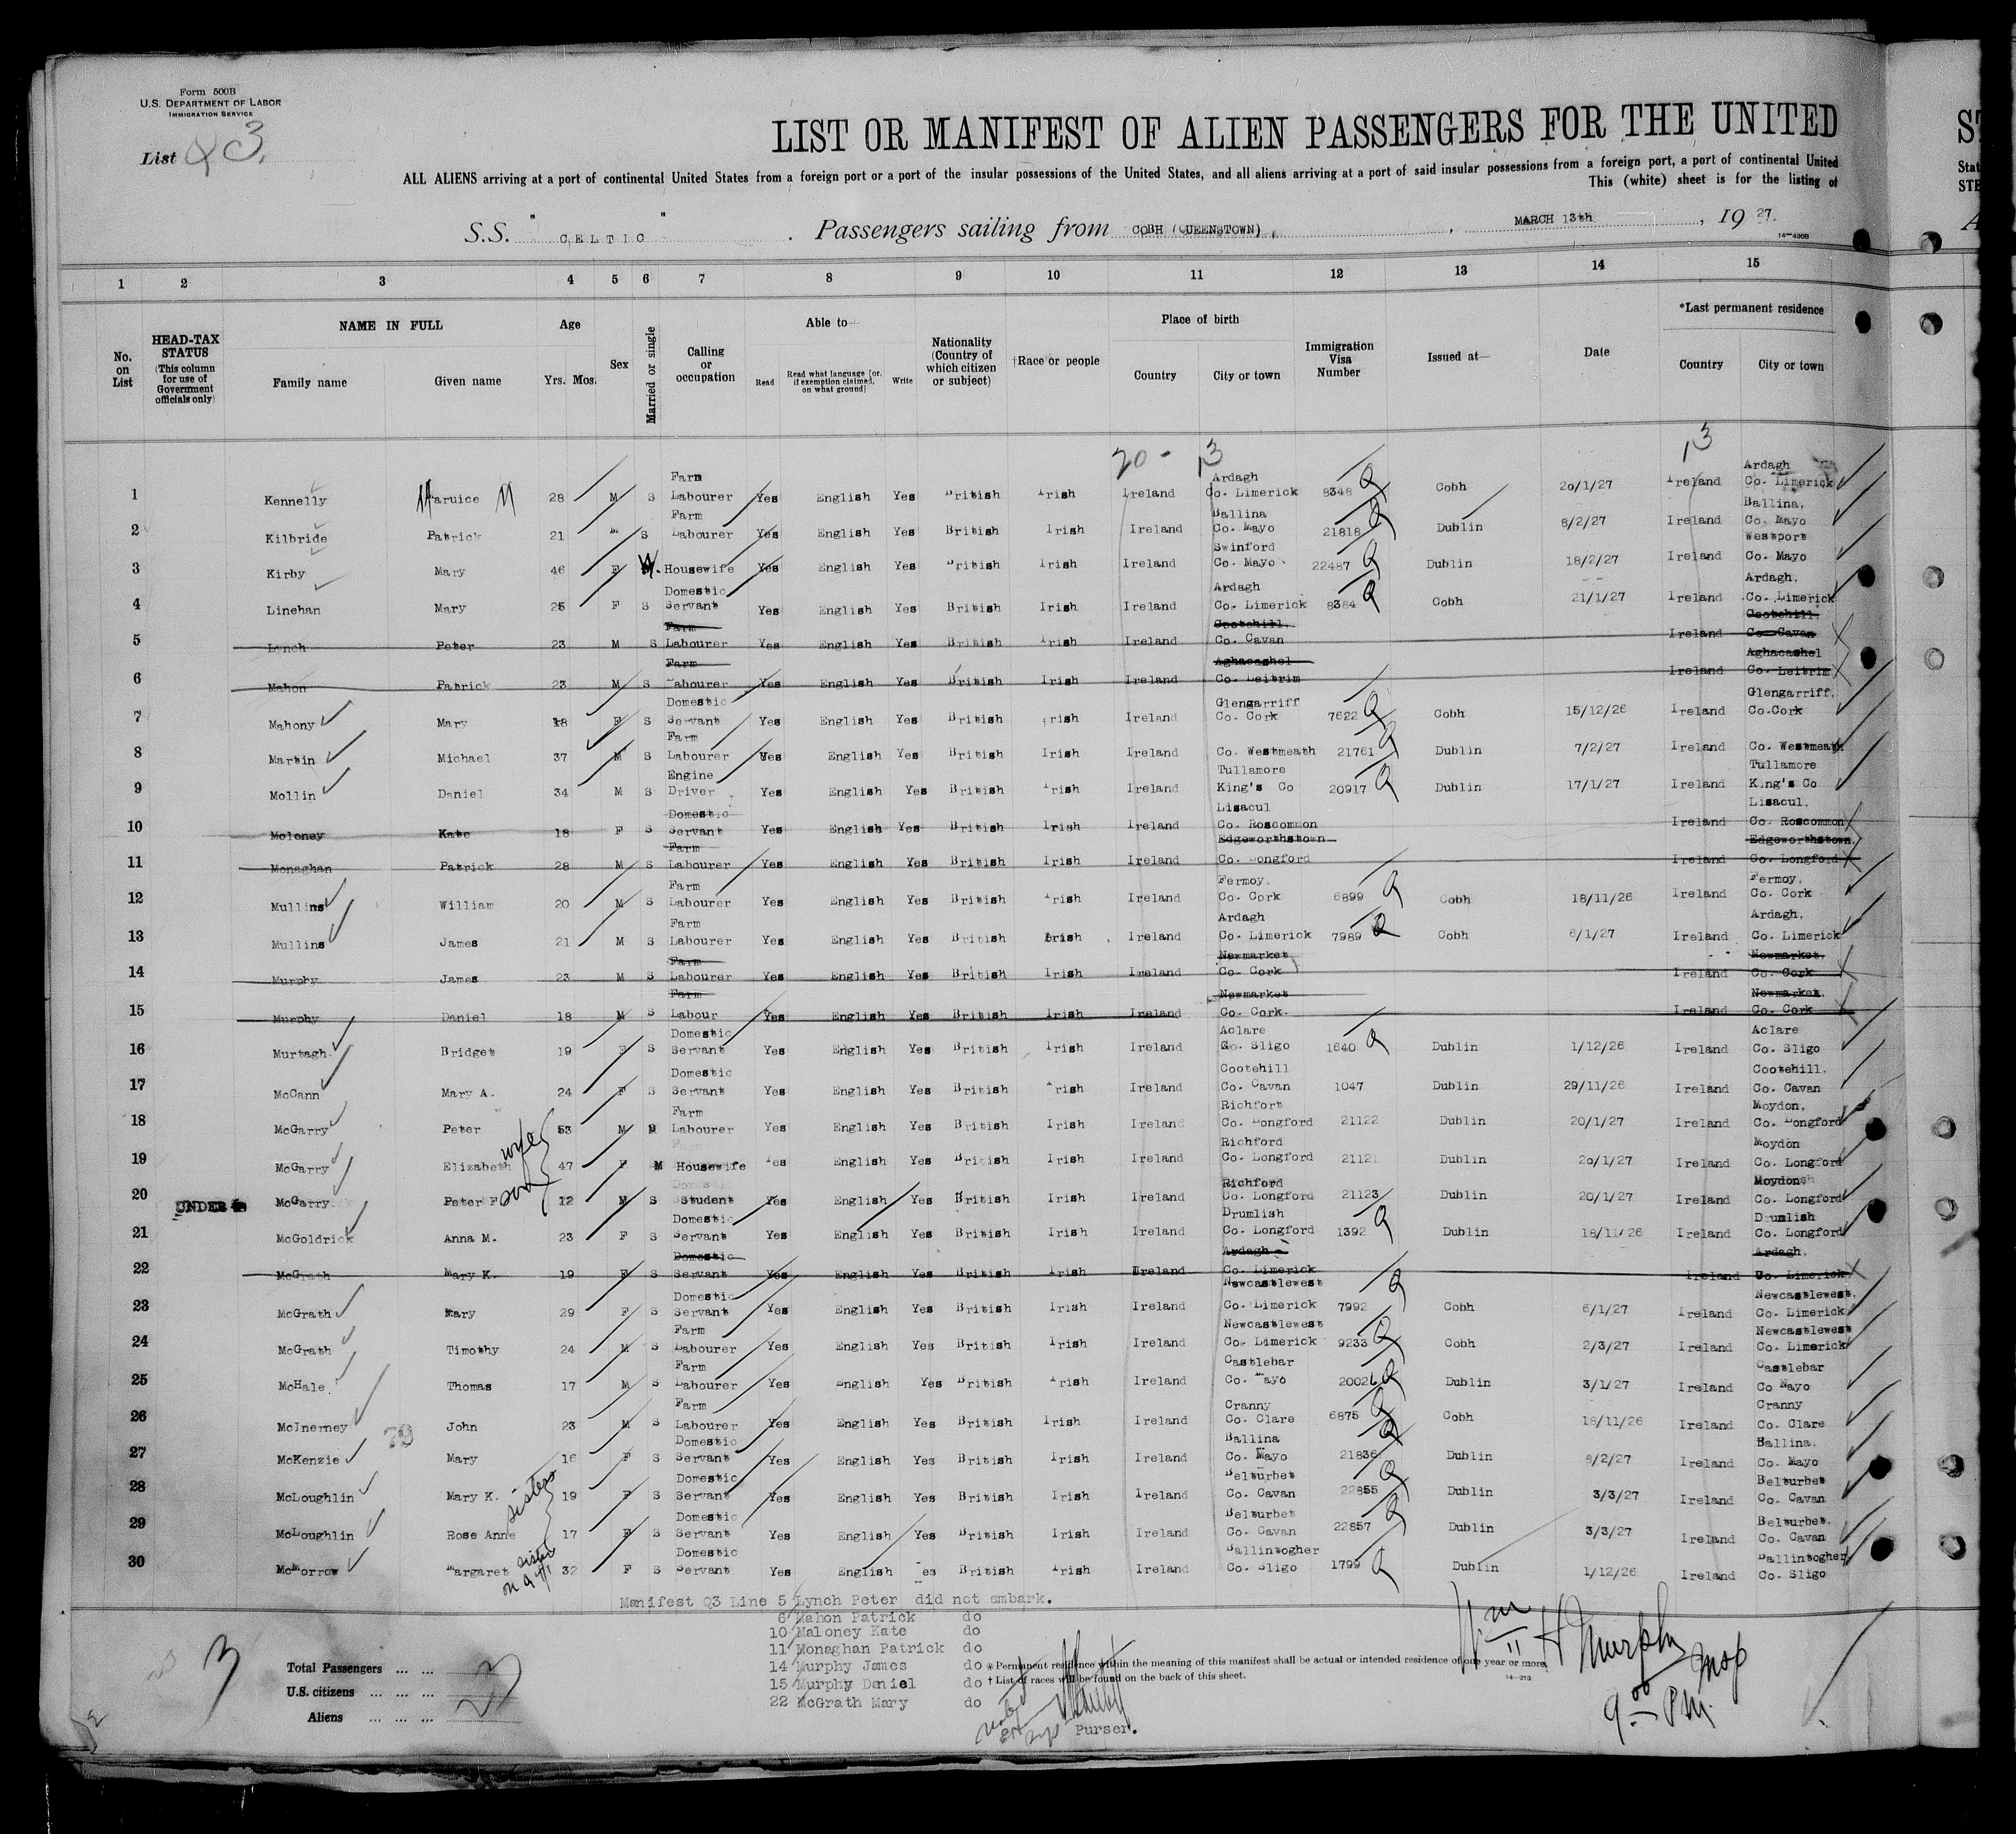 Form 500B
U.S. DEPARTMENT OF LABOR
IMMIGRATION SERVICE
List Q 3.
LIST OR MANIFEST OF ALIEN PASSENGERS FOR THE UNITED
ALL ALIENS arriving at a port of continental United States from a foreign port or a port of the insular possessions of the United States, and all aliens arriving at a port of said insular possessions from a foreign port, a port of continental United
This (white) sheet is for the listing of
S.S. "CELTIC" . Passengers sailing from COBH (QUEENSTOWN), MARCH 13th , 19 27.
14—430B
1 2 3 4 5 6 7 8 9 10 11 12 13 14 15
No. on List HEAD-TAX STATUS (This column for use of Government officials only) NAME IN FULL Family name Given name Age Yrs. Mos. Sex Married or single Calling or occupation Able to— Read Read what language [or, if exemption claimed, on what ground] Write Nationality (Country of which citizen or subject) †Race or people Place of birth Country City or town Immigration Visa Number Issued at— Date *Last permanent residence Country City or town
20 - 13 13
1 Kennelly Maruice M 28 M S Farm Labourer Yes English Yes British Irish Ireland Ardagh Co. Limerick 8348 Q Cobh 20/1/27 Ireland Ardagh Co. Limerick
2 Kilbride Patrick 21 M S Farm Labourer Yes English Yes British Irish Ireland Ballina Co. Mayo 21818 Q Dublin 8/2/27 Ireland Ballina, Co. Mayo
3 Kirby Mary 46 F W. Housewife Yes English Yes British Irish Ireland Swinford Co. Mayo 22487 Q Dublin 18/2/27 Ireland Westport Co. Mayo
4 Linehan Mary 25 F S Domestic Servant Yes English Yes British Irish Ireland Ardagh Co. Limerick 8384 Q Cobh 21/1/27 Ireland Ardagh, Co. Limerick
5 Lynch Peter 23 M S Farm Labourer Yes English Yes British Irish Ireland Cootehill, Co. Cavan Ireland Cootehill, Co. Cavan
6 Mahon Patrick 23 M S Farm Labourer Yes English Yes British Irish Ireland Aghacashel Co. Leitrim Ireland Aghacashel Co. Leitrim
7 Mahony Mary 18 F S Domestic Servant Yes English Yes British Irish Ireland Glengarriff Co. Cork 7622 Q Cobh 15/12/26 Ireland Glengarriff, Co.Cork
8 Martin Michael 37 M S Farm Labourer Yes English Yes British Irish Ireland Co. Westmeath 21761 Q Dublin 7/2/27 Ireland Co. Westmeath
9 Mollin Daniel 34 M S Engine Driver Yes English Yes British Irish Ireland Tullamore King's Co 20917 Q Dublin 17/1/27 Ireland Tullamore King's Co
10 Moloney Kate 18 F S Domestic Servant Yes English Yes British Irish Ireland Lisacul Co. Roscommon Ireland Lisacul, Co. Roscommon
11 Monaghan Patrick 28 M S Farm Labourer Yes English Yes British Irish Ireland Edgeworthstown Co. Longford Ireland Edgeworthstown, Co. Longford
12 Mullins William 20 M S Farm Labourer Yes English Yes British Irish Ireland Fermoy, Co. Cork 6899 Q Cobh 18/11/26 Ireland Fermoy, Co. Cork
13 Mullins James 21 M S Farm Labourer Yes English Yes British Irish Ireland Ardagh Co. Limerick 7989 Q Cobh 6/1/27 Ireland Ardagh, Co. Limerick
14 Murphy James 23 M S Farm Labourer Yes English Yes British Irish Ireland Newmarket Co. Cork Ireland Newmarket, Co. Cork
15 Murphy Daniel 18 M S Farm Labour Yes English Yes British Irish Ireland Newmarket Co. Cork. Ireland Newmarket, Co. Cork
16 Murtagh Bridget 19 F S Domestic Servant Yes English Yes British Irish Ireland Aclare Co. Sligo 1640 Q Dublin 1/12/26 Ireland Aclare Co. Sligo
17 McCann Mary A. 24 F S Domestic Servant Yes English Yes British Irish Ireland Cootehill Co. Cavan 1047 Dublin 29/11/26 Ireland Cootehill, Co. Cavan
18 McGarry Peter 53 M M Farm Labourer Yes English Yes British Irish Ireland Richfort Co. Longford 21122 Dublin 20/1/27 Ireland Moydon, Co. Longford
19 McGarry Elizabeth wife 47 F M Housewife Yes English Yes British Irish Ireland Richford Co. Longford 2112 Dublin 20/1/27 Ireland Moydon Co. Longford
20 UNDER McGarry Peter F son 12 M S Student Yes English Yes British Irish Ireland Richford Co. Longford 21123 Dublin 20/1/27 Ireland Moydon Co. Longford
21 McGoldrick Anna M. 23 F S Domestic Servant Yes English Yes British Irish Ireland Drumlish Co. Longford 1392 Q Dublin 18/11/26 Ireland Drumlish Co. Longford
22 McGrath Mary K. 19 F S Domestic Servant Yes English Yes British Irish Ireland Ardagh Co. Limerick Ireland Ardagh, Co. Limerick
23 McGrath Mary 29 F S Domestic Servant Yes English Yes British Irish Ireland Newcastlewest Co. Limerick 7992 Q Cobh 6/1/27 Ireland Newcastlewest, Co. Limerick
24 McGrath Timothy 24 M S Farm Labourer Yes English Yes British Irish Ireland Newcastlewest Co. Limerick 9233 Q Cobh 2/3/27 Ireland Newcastlewest Co. Limerick
25 McHale. Thomas 17 M S Farm Labourer Yes English Yes British Irish Ireland Castlebar Co. Mayo 20026 Q Dublin 3/1/27 Ireland Castlebar Co Mayo
26 McInerney 79 John 23 M S Farm Labourer Yes English Yes British Irish Ireland Cranny Co. Clare 6875 Q Cobh 18/11/26 Ireland Cranny Co. Clare
27 McKenzie Mary 16 F S Domestic Servant Yes English Yes British Irish Ireland Ballina Co. Mayo 21836 Q Dublin 8/2/27 Ireland Ballina, Co. Mayo
28 McLoughlin Mary K. sisters 19 F S Domestic Servant Yes English Yes British Irish Ireland Belturbet Co. Cavan 22855 Q Dublin 3/3/27 Ireland Belturbet Co. Cavan
29 McLoughlin Rose Anne 17 F S Domestic Servant Yes English Yes British Irish Ireland Belturbet Co. Cavan 22857 Q Dublin 3/3/27 Ireland Belturbet, Co. Cavan
30 McMorrow Margaret sister on 32 F S Domestic Servant Yes English Yes British Irish Ireland Ballintogher Co. Sligo 1799 Q Dublin 1/12/26 Ireland Ballintogher Co. Sligo
Manifest Q3 Line 5 Lynch Peter did not embark.
6 Mahon Patrick do
10 Maloney Kate do
11 Monaghan Patrick do
14 Murphy James do
15 Murphy Daniel do
22 McGrath Mary do
Purser.
3
Total Passengers ... ... 23
U.S. citizens ... ... ...
Aliens ... ... ...
* Permanent residence within the meaning of this manifest shall be actual or intended residence of one year or more.
† List of races will be found on the back of this sheet.
14—213
Wm H Murphy Insp
9.00 PM.